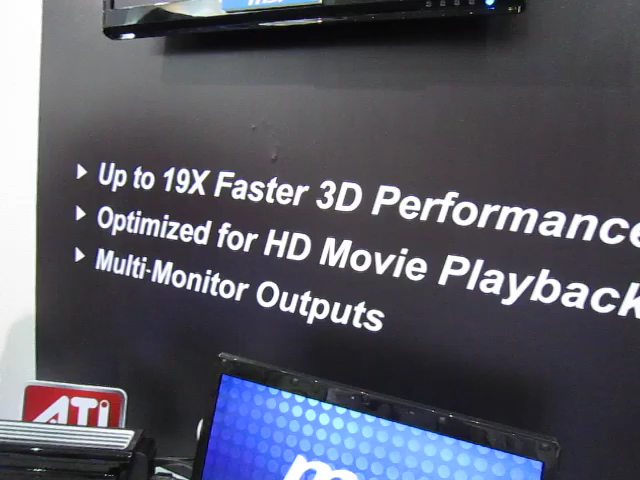 Up to 19X Faster 3D Performance
Optimized for HD Movie Playback
Multi-Monitor Outputs
ATI
m